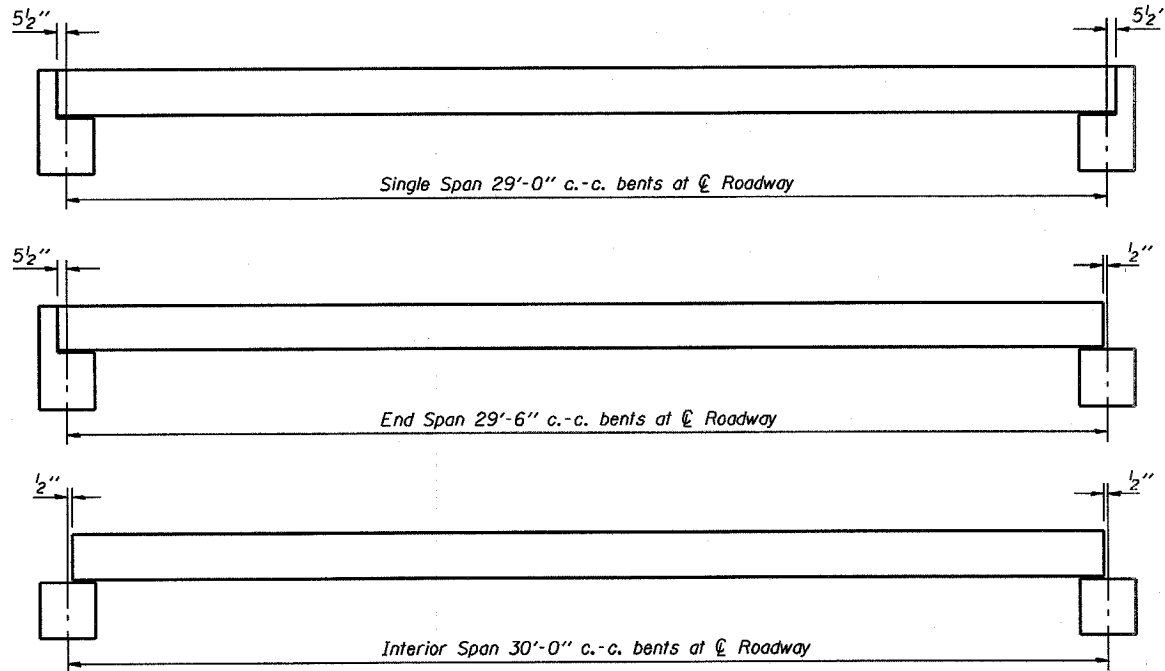 5½" 5½'
Single Span 29'-0" c.-c. bents at ℄ Roadway
5½" ½"
End Span 29'-6" c.-c. bents at ℄ Roadway
½" ½"
Interior Span 30'-0" c.-c. bents at ℄ Roadway